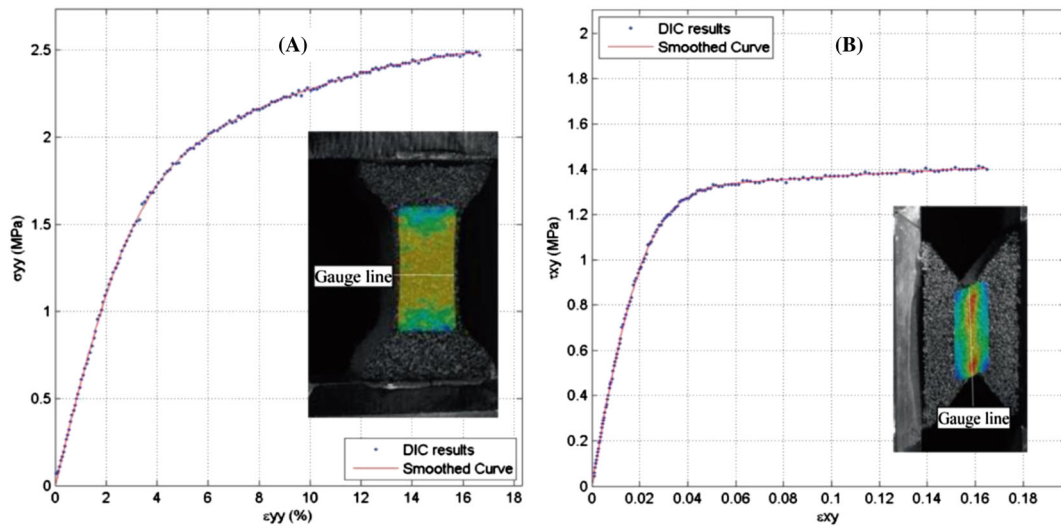 (A)
2.5
2
1.5
1
0.5
0
0 2 4 6 8 10 12 14 16 18
σyy (MPa)
εyy (%)
Gauge line
DIC results
Smoothed Curve
(B)
DIC results
Smoothed Curve
2
1.8
1.6
1.4
1.2
1
0.8
0.6
0.4
0.2
0
0 0.02 0.04 0.06 0.08 0.1 0.12 0.14 0.16 0.18
τxy (MPa)
εxy
Gauge line